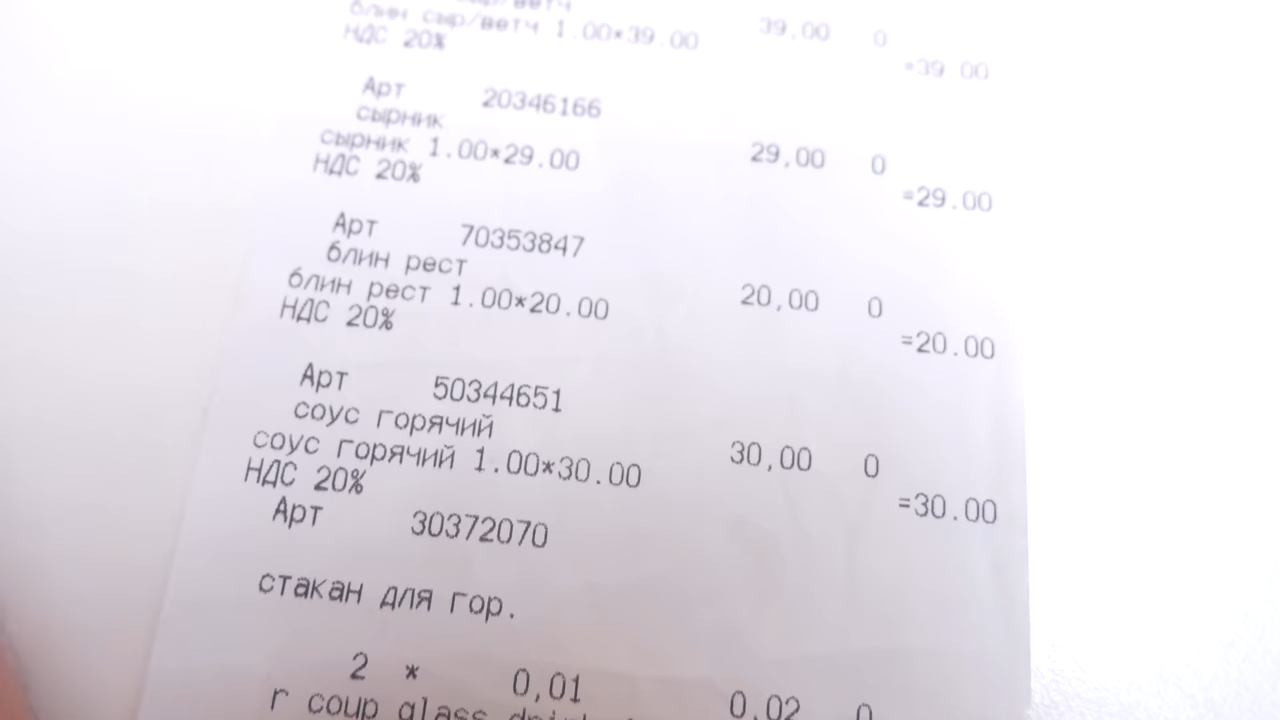 блин сыр/ветч 1.00*39.00 39,00 0
НДС 20% =39.00
Арт 20346166
сырник
сырник 1.00*29.00 29,00 0
НДС 20% =29.00
Арт 70353847
блин рест
блин рест 1.00*20.00 20,00 0
НДС 20% =20.00
Арт 50344651
соус горячий
соус горячий 1.00*30.00 30,00 0
НДС 20% =30.00
Арт 30372070
стакан для гор.
2 * 0,01 0,02 0
r coup glass